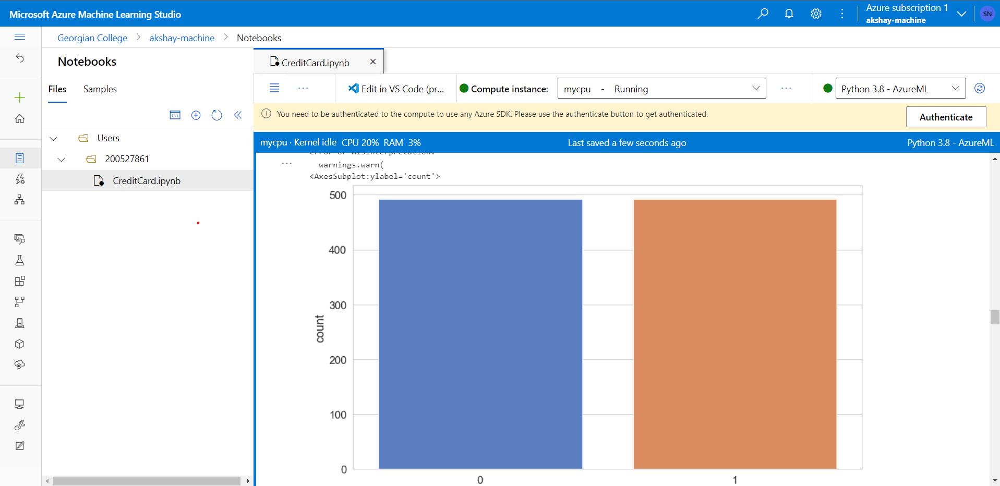 Microsoft Azure Machine Learning Studio
Azure subscription 1
akshay-machine
SN
Georgian College > akshay-machine > Notebooks
Notebooks
Files Samples
Users
200527861
CreditCard.ipynb
CreditCard.ipynb
Edit in VS Code (pr...
Compute instance:
mycpu - Running
Python 3.8 - AzureML
You need to be authenticated to the compute to use any Azure SDK. Please use the authenticate button to get authenticated.
Authenticate
mycpu · Kernel idle CPU 20% RAM 3%
Last saved a few seconds ago
Python 3.8 - AzureML
error or misinterpretation.
warnings.warn(
<AxesSubplot:ylabel='count'>
500
400
300
200
100
0
count
0 1